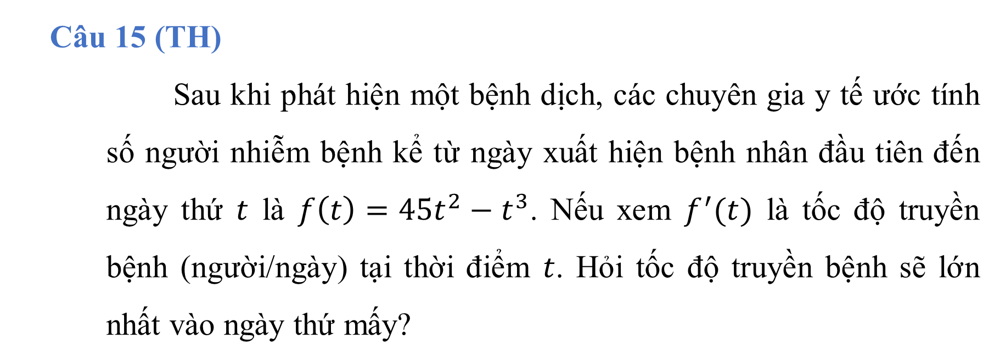 Câu 15 (TH)
Sau khi phát hiện một bệnh dịch, các chuyên gia y tế ước tính
số người nhiễm bệnh kể từ ngày xuất hiện bệnh nhân đầu tiên đến
ngày thứ t là f(t) = 45t² − t³. Nếu xem f′(t) là tốc độ truyền
bệnh (người/ngày) tại thời điểm t. Hỏi tốc độ truyền bệnh sẽ lớn
nhất vào ngày thứ mấy?